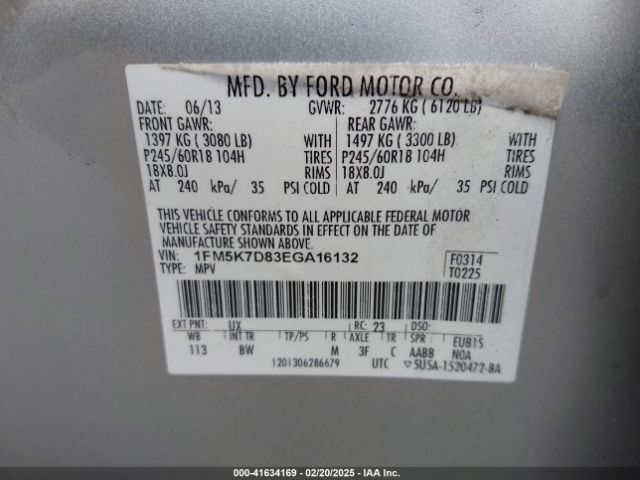 MFD. BY FORD MOTOR CO.
DATE: 06/13 GVWR: 2776 KG ( 6120 LB)
FRONT GAWR: REAR GAWR:
1397 KG ( 3080 LB) WITH 1497 KG ( 3300 LB) WITH
P245/60R18 104H TIRES P245/60R18 104H TIRES
18X8.0J RIMS 18X8.0J RIMS
AT 240 kPa/ 35 PSI COLD AT 240 kPa/ 35 PSI COLD
THIS VEHICLE CONFORMS TO ALL APPLICABLE FEDERAL MOTOR
VEHICLE SAFETY STANDARDS IN EFFECT ON THE DATE OF
MANUFACTURE SHOWN ABOVE.
VIN: 1FM5K7D83EGA16132 F0314
TYPE: MPV T0225
EXT PNT: UX RC: 23 DSO:
WB INT TR TP/PS R AXLE TR SPR EUB1S
113 BW M 3F C AABB NOA
1201306286679 UTC ▽5U5A-1520472-BA
IAA - 41634169 - 02/20/2025 - IAAI.COM